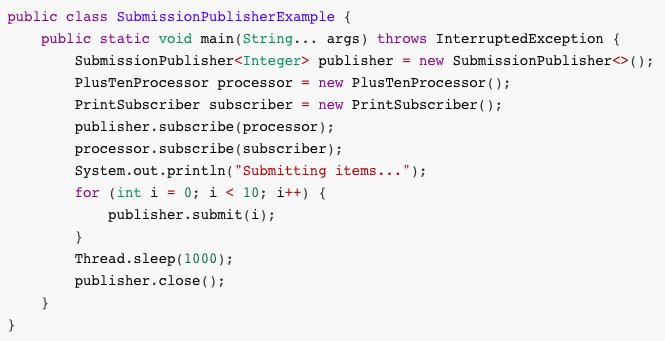 public class SubmissionPublisherExample {
    public static void main(String... args) throws InterruptedException {
        SubmissionPublisher<Integer> publisher = new SubmissionPublisher<>();
        PlusTenProcessor processor = new PlusTenProcessor();
        PrintSubscriber subscriber = new PrintSubscriber();
        publisher.subscribe(processor);
        processor.subscribe(subscriber);
        System.out.println("Submitting items...");
        for (int i = 0; i < 10; i++) {
            publisher.submit(i);
        }
        Thread.sleep(1000);
        publisher.close();
    }
}